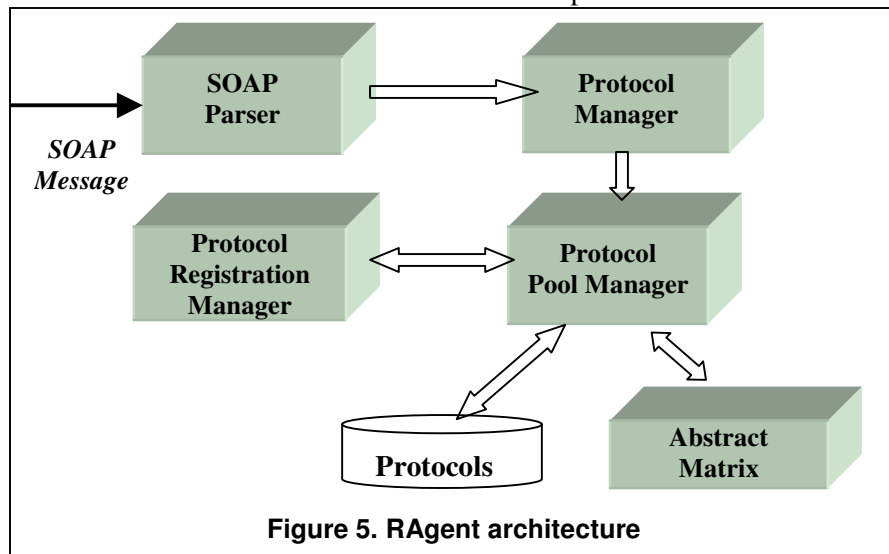 SOAP
Parser
Protocol
Manager
SOAP
Message
Protocol
Registration
Manager
Protocol
Pool Manager
Protocols
Abstract
Matrix
Figure 5. RAgent architecture